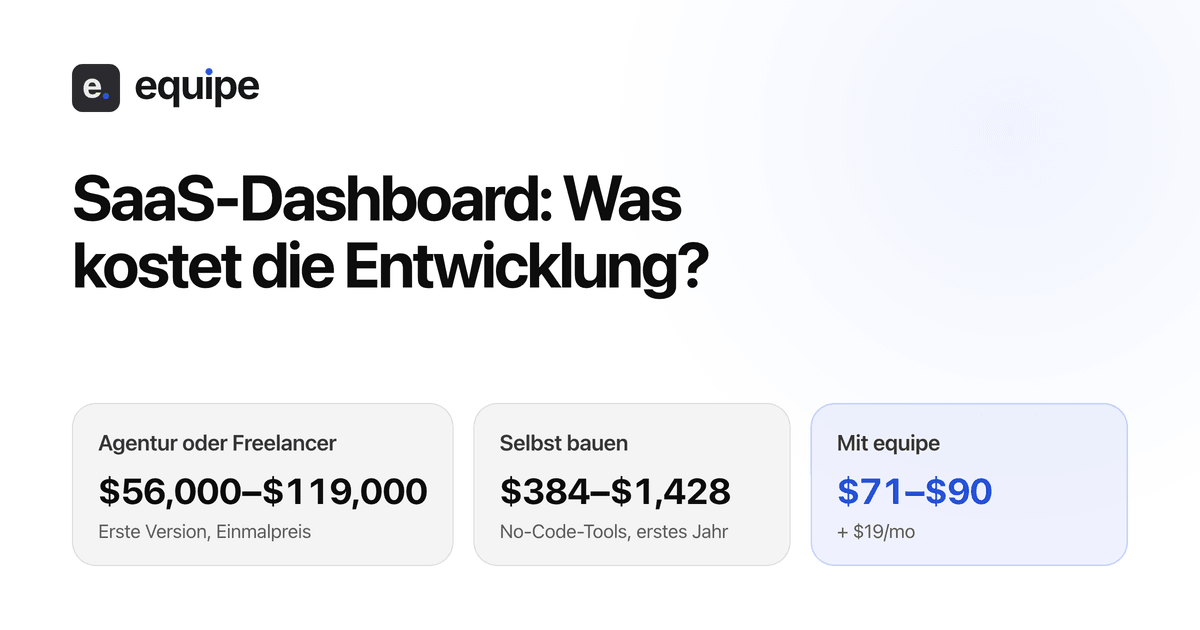 e.
equipe
SaaS-Dashboard: Was
kostet die Entwicklung?
Agentur oder Freelancer
$56,000–$119,000
Erste Version, Einmalpreis
Selbst bauen
$384–$1,428
No-Code-Tools, erstes Jahr
Mit equipe
$71–$90
+ $19/mo